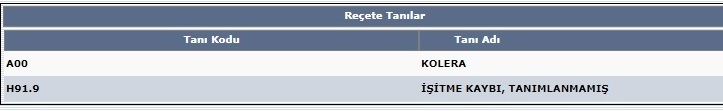 Reçete Tanılar
Tanı Kodu Tanı Adı
A00 KOLERA
H91.9 İŞİTME KAYBI, TANIMLANMAMIŞ